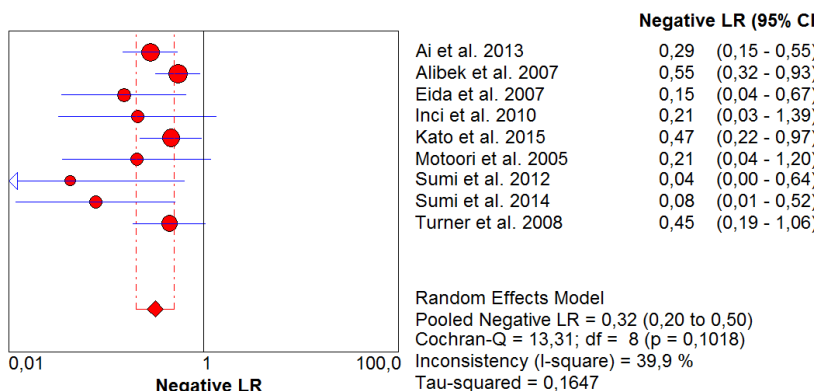 Negative LR (95% CI
Ai et al. 2013 0,29 (0,15 - 0,55)
Alibek et al. 2007 0,55 (0,32 - 0,93)
Eida et al. 2007 0,15 (0,04 - 0,67)
Inci et al. 2010 0,21 (0,03 - 1,39)
Kato et al. 2015 0,47 (0,22 - 0,97)
Motoori et al. 2005 0,21 (0,04 - 1,20)
Sumi et al. 2012 0,04 (0,00 - 0,64)
Sumi et al. 2014 0,08 (0,01 - 0,52)
Turner et al. 2008 0,45 (0,19 - 1,06)
Random Effects Model
Pooled Negative LR = 0,32 (0,20 to 0,50)
Cochran-Q = 13,31; df = 8 (p = 0,1018)
Inconsistency (I-square) = 39,9 %
Tau-squared = 0,1647
0,01 1 100,0
Negative LR